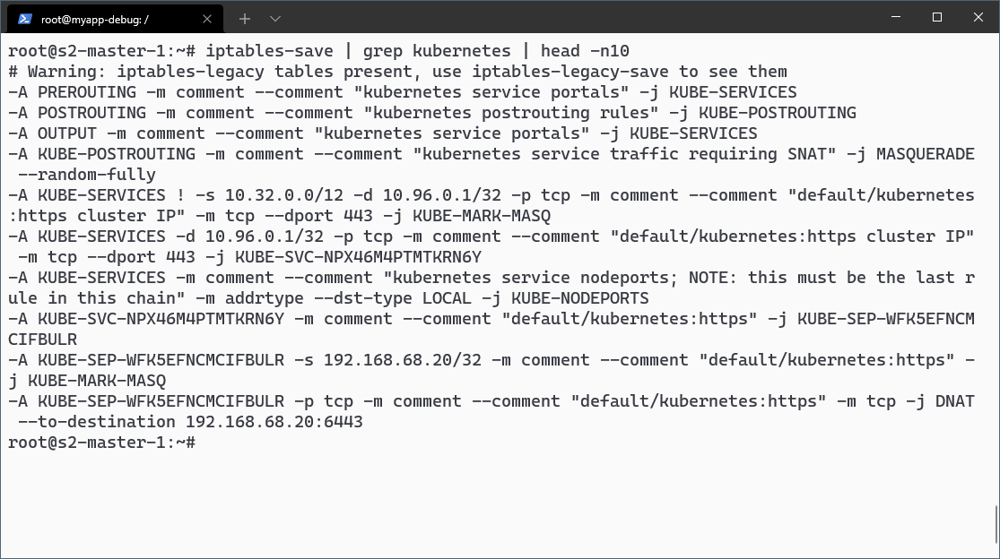 root@myapp-debug: /
root@s2-master-1:~# iptables-save | grep kubernetes | head -n10
# Warning: iptables-legacy tables present, use iptables-legacy-save to see them
-A PREROUTING -m comment --comment "kubernetes service portals" -j KUBE-SERVICES
-A POSTROUTING -m comment --comment "kubernetes postrouting rules" -j KUBE-POSTROUTING
-A OUTPUT -m comment --comment "kubernetes service portals" -j KUBE-SERVICES
-A KUBE-POSTROUTING -m comment --comment "kubernetes service traffic requiring SNAT" -j MASQUERADE
 --random-fully
-A KUBE-SERVICES ! -s 10.32.0.0/12 -d 10.96.0.1/32 -p tcp -m comment --comment "default/kubernetes
:https cluster IP" -m tcp --dport 443 -j KUBE-MARK-MASQ
-A KUBE-SERVICES -d 10.96.0.1/32 -p tcp -m comment --comment "default/kubernetes:https cluster IP"
 -m tcp --dport 443 -j KUBE-SVC-NPX46M4PTMTKRN6Y
-A KUBE-SERVICES -m comment --comment "kubernetes service nodeports; NOTE: this must be the last r
ule in this chain" -m addrtype --dst-type LOCAL -j KUBE-NODEPORTS
-A KUBE-SVC-NPX46M4PTMTKRN6Y -m comment --comment "default/kubernetes:https" -j KUBE-SEP-WFK5EFNCM
CIFBULR
-A KUBE-SEP-WFK5EFNCMCIFBULR -s 192.168.68.20/32 -m comment --comment "default/kubernetes:https" -
j KUBE-MARK-MASQ
-A KUBE-SEP-WFK5EFNCMCIFBULR -p tcp -m comment --comment "default/kubernetes:https" -m tcp -j DNAT
 --to-destination 192.168.68.20:6443
root@s2-master-1:~#